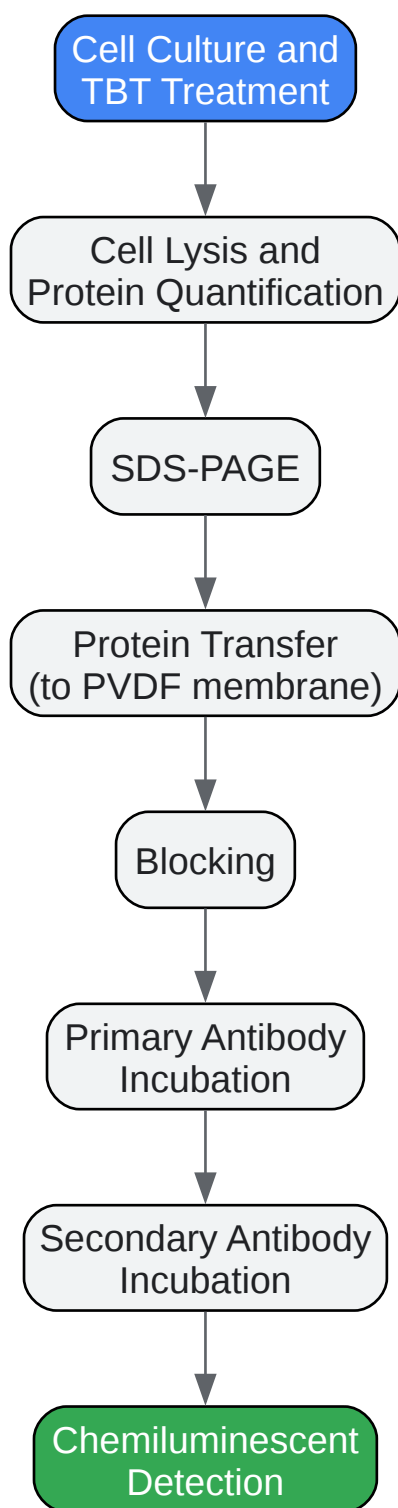 Cell Culture and
TBT Treatment
Cell Lysis and
Protein Quantification
SDS-PAGE
Protein Transfer
(to PVDF membrane)
Blocking
Primary Antibody
Incubation
Secondary Antibody
Incubation
Chemiluminescent
Detection